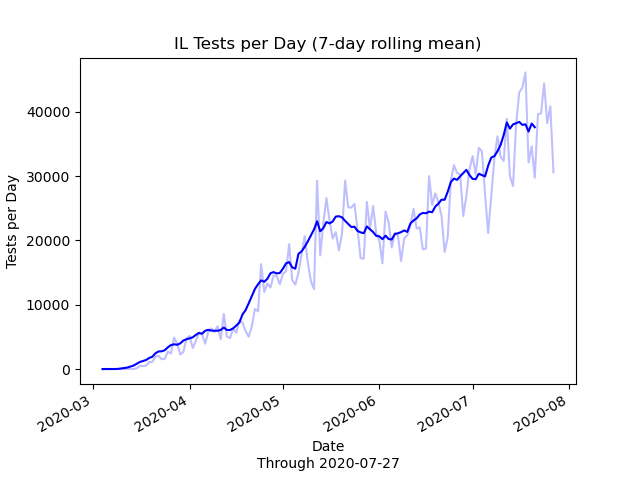 IL Tests per Day (7-day rolling mean)
Tests per Day
40000
30000
20000
10000
0
2020-03
2020-04
2020-05
2020-06
2020-07
2020-08
Date
Through 2020-07-27